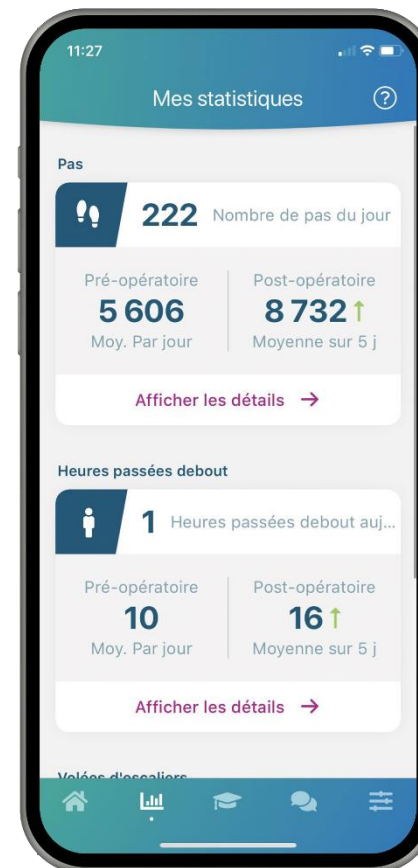 11:27
Mes statistiques ?
Pas
222 Nombre de pas du jour
Pré-opératoire Post-opératoire
5 606 8 732 ↑
Moy. Par jour Moyenne sur 5 j
Afficher les détails →
Heures passées debout
1 Heures passées debout auj...
Pré-opératoire Post-opératoire
10 16 ↑
Moy. Par jour Moyenne sur 5 j
Afficher les détails →
Volées d'escaliers